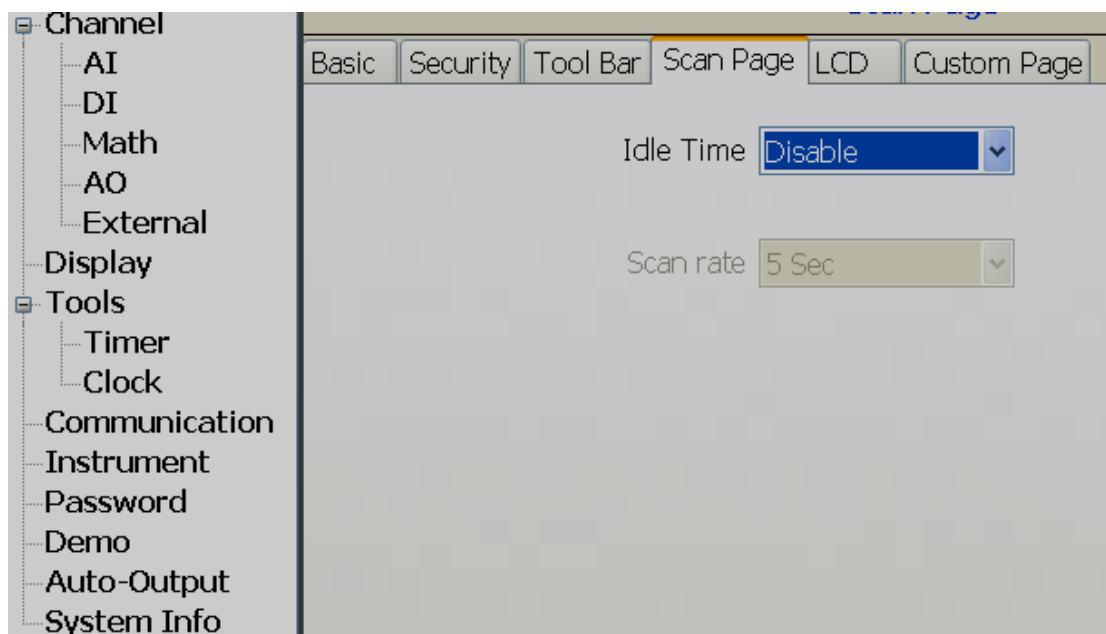 Channel
AI
DI
Math
AO
External
Display
Tools
Timer
Clock
Communication
Instrument
Password
Demo
Auto-Output
System Info
Basic
Security
Tool Bar
Scan Page
LCD
Custom Page
Idle Time Disable
Scan rate 5 Sec